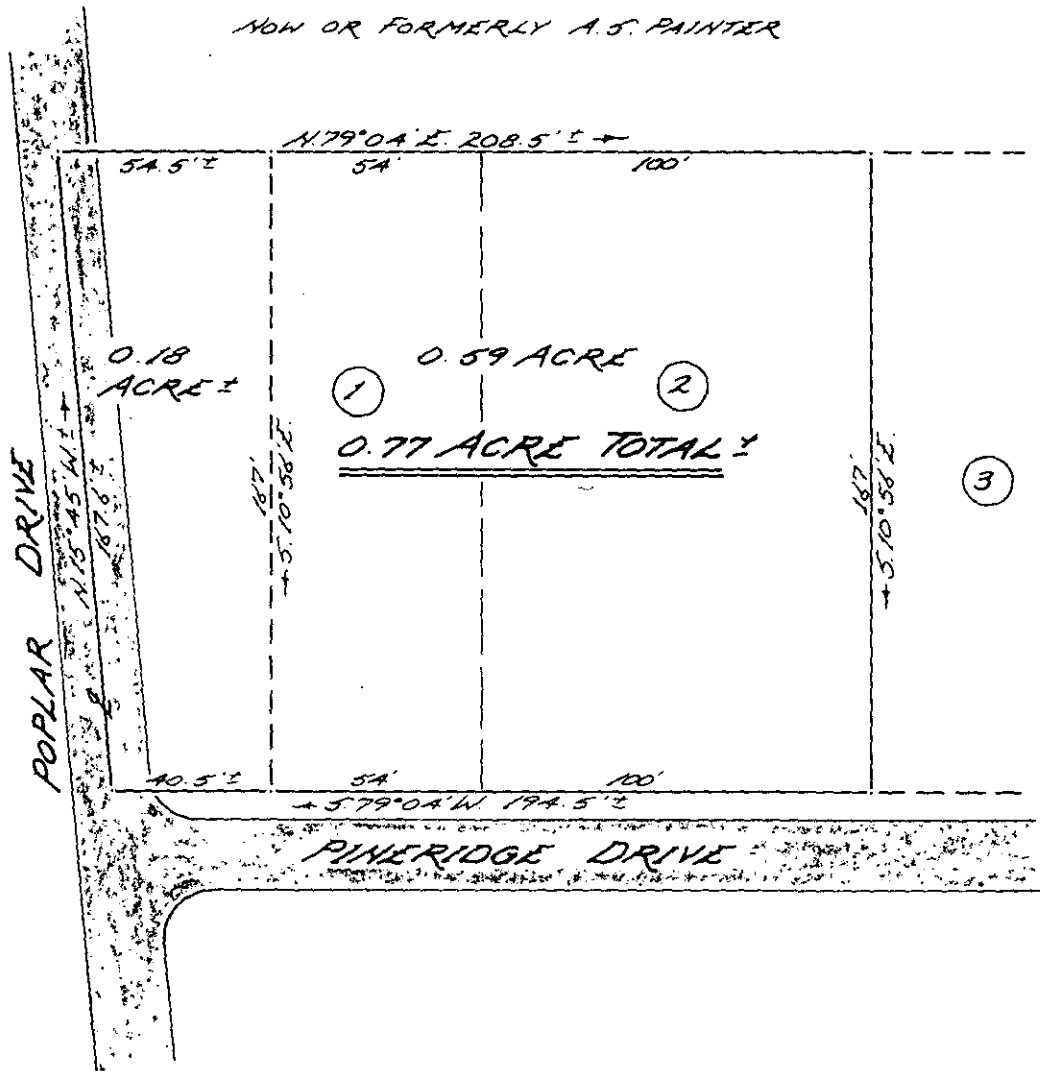 NOW OR FORMERLY A.S. PAINTER
N.79°04'E. 208.5'±
54.5'±
54'
100'
0.18
ACRE±
0.59 ACRE
1
2
0.77 ACRE TOTAL±
3
POPLAR DRIVE
N.15°45'W.±
167.6'±
167'
S.10°56'E.
167'
S.10°56'E.
40.5'±
54'
100'
S.79°04'W. 194.5'±
PINERIDGE DRIVE